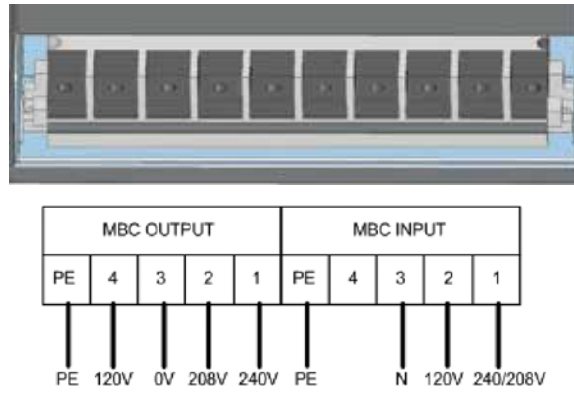 MBC OUTPUT MBC INPUT
PE 4 3 2 1 PE 4 3 2 1
PE 120V 0V 208V 240V PE N 120V 240/208V